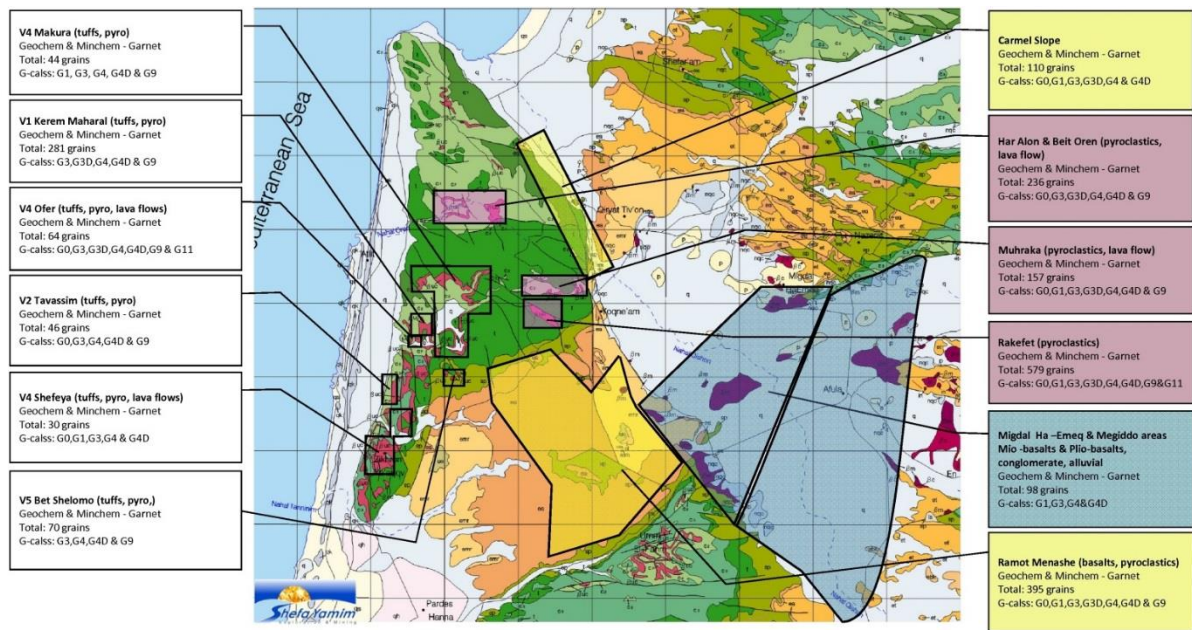 V4 Makura (tuffs, pyro)
Geochem & Minchem - Garnet
Total: 44 grains
G-calss: G1, G3, G4, G4D & G9
V1 Kerem Maharal (tuffs, pyro)
Geochem & Minchem - Garnet
Total: 281 grains
G-calss: G3,G3D,G4,G4D & G9
V4 Ofer (tuffs, pyro, lava flows)
Geochem & Minchem - Garnet
Total: 64 grains
G-calss: G0,G3,G3D,G4,G4D,G9 & G11
V2 Tavassim (tuffs, pyro)
Geochem & Minchem - Garnet
Total: 46 grains
G-calss: G0,G3,G4,G4D & G9
V4 Shefeya (tuffs, pyro, lava flows)
Geochem & Minchem - Garnet
Total: 30 grains
G-calss: G0,G1,G3,G4 & G4D
V5 Bet Shelomo (tuffs, pyro,)
Geochem & Minchem - Garnet
Total: 70 grains
G-calss: G3,G4,G4D & G9
diterranean Sea
Shefar'am
Qiryat Tiv'on
Yoqne'am
Afula
Pardes
Hanna
Shefa Yamim
Carmel Slope
Geochem & Minchem - Garnet
Total: 110 grains
G-calss: G0,G1,G3,G3D,G4 & G4D
Har Alon & Beit Oren (pyroclastics,
lava flow)
Geochem & Minchem - Garnet
Total: 236 grains
G-calss: G0,G3,G3D,G4,G4D & G9
Muhraka (pyroclastics, lava flow)
Geochem & Minchem - Garnet
Total: 157 grains
G-calss: G0,G1,G3,G3D,G4,G4D & G9
Rakefet (pyroclastics)
Geochem & Minchem - Garnet
Total: 579 grains
G-calss: G0,G1,G3,G3D,G4,G4D,G9&G11
Migdal Ha –Emeq & Megiddo areas
Mio -basalts & Plio-basalts,
conglomerate, alluvial
Geochem & Minchem - Garnet
Total: 98 grains
G-calss: G1,G3,G4&G4D
Ramot Menashe (basalts, pyroclastics)
Geochem & Minchem - Garnet
Total: 395 grains
G-calss: G0,G1,G3,G3D,G4,G4D & G9